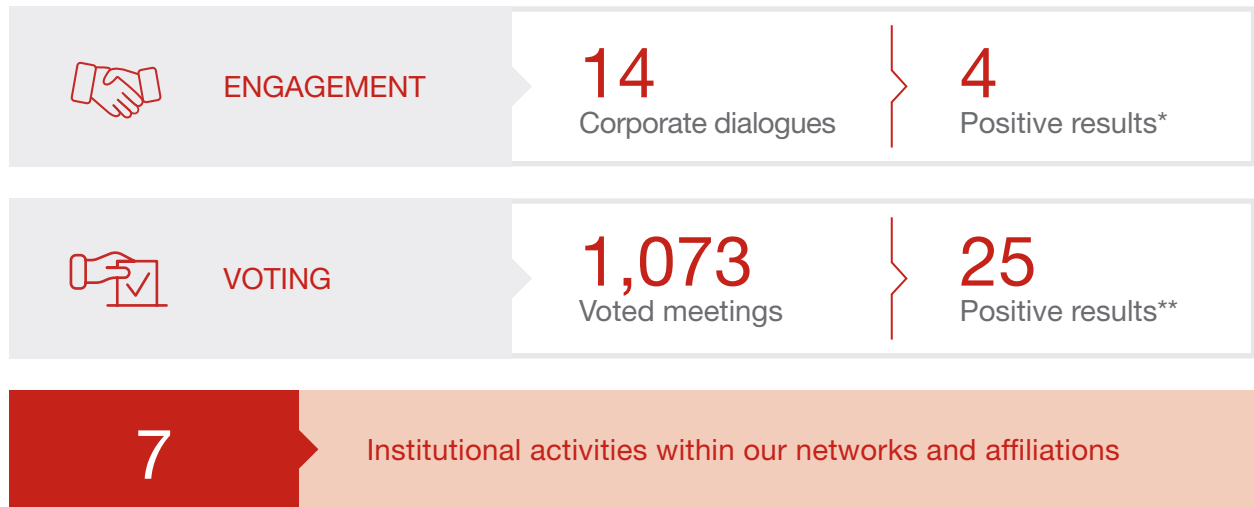 ENGAGEMENT
14
Corporate dialogues
4
Positive results*
VOTING
1,073
Voted meetings
25
Positive results**
7
Institutional activities within our networks and affiliations